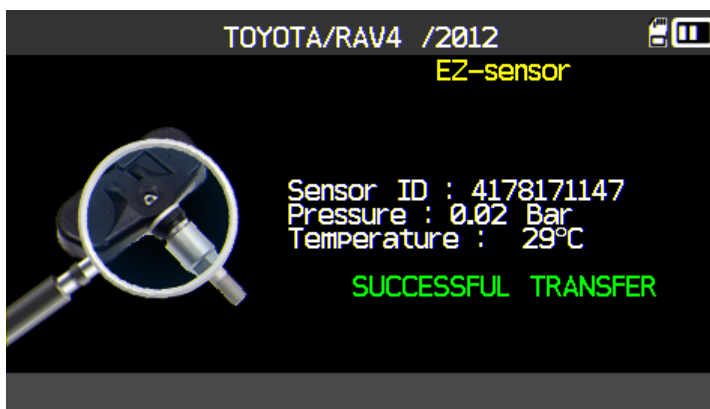 TOYOTA/RAV4 /2012
EZ-sensor
Sensor ID : 4178171147
Pressure : 0.02 Bar
Temperature : 29°C
SUCCESSFUL TRANSFER